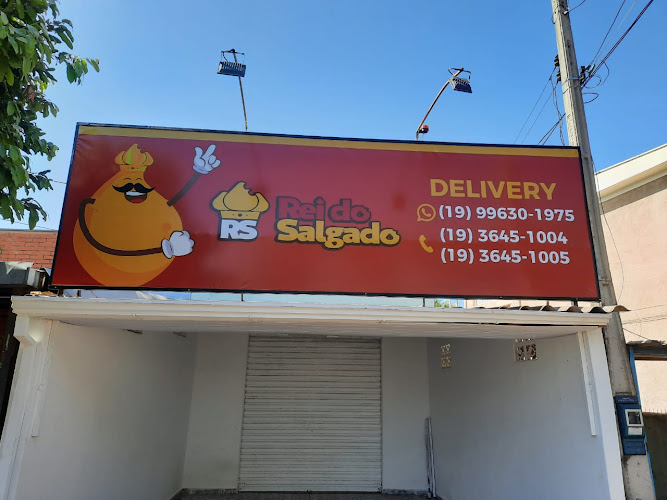 RS
Rei do
Salgado
DELIVERY
(19) 99630-1975
(19) 3645-1004
(19) 3645-1005